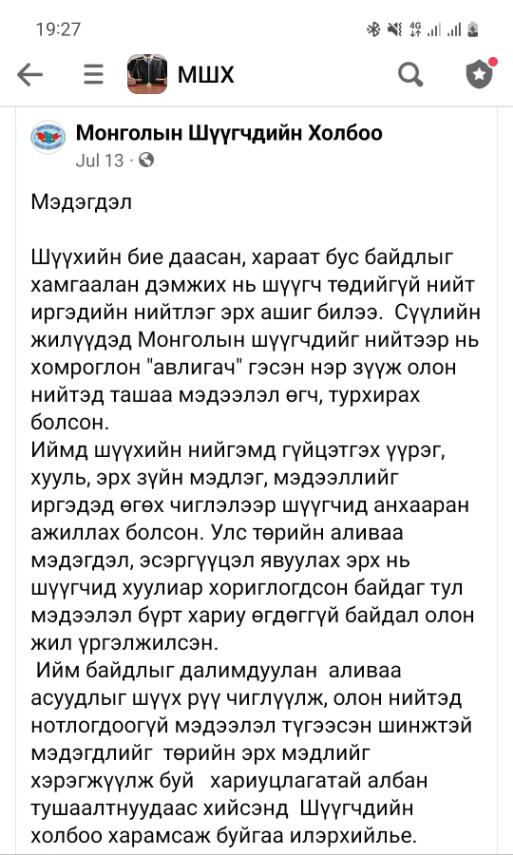 19:27
4G
МШХ
Монголын Шүүгчдийн Холбоо
Jul 13 ·
Мэдэгдэл
Шүүхийн бие даасан, хараат бус байдлыг
хамгаалан дэмжих нь шүүгч төдийгүй нийт
иргэдийн нийтлэг эрх ашиг билээ. Сүүлийн
жилүүдэд Монголын шүүгчдийг нийтээр нь
хомроглон "авлигач" гэсэн нэр зүүж олон
нийтэд ташаа мэдээлэл өгч, турхирах
болсон.
Иймд шүүхийн нийгэмд гүйцэтгэх үүрэг,
хууль, эрх зүйн мэдлэг, мэдээллийг
иргэдэд өгөх чиглэлээр шүүгчид анхааран
ажиллах болсон. Улс төрийн аливаа
мэдэгдэл, эсэргүүцэл явуулах эрх нь
шүүгчид хуулиар хориглогдсон байдаг тул
мэдээлэл бүрт хариу өгдөггүй байдал олон
жил үргэлжилсэн.
Ийм байдлыг далимдуулан аливаа
асуудлыг шүүх рүү чиглүүлж, олон нийтэд
нотлогдоогүй мэдээлэл түгээсэн шинжтэй
мэдэгдлийг төрийн эрх мэдлийг
хэрэгжүүлж буй хариуцлагатай албан
тушаалтнуудаас хийсэнд Шүүгчдийн
холбоо харамсаж буйгаа илэрхийлье.